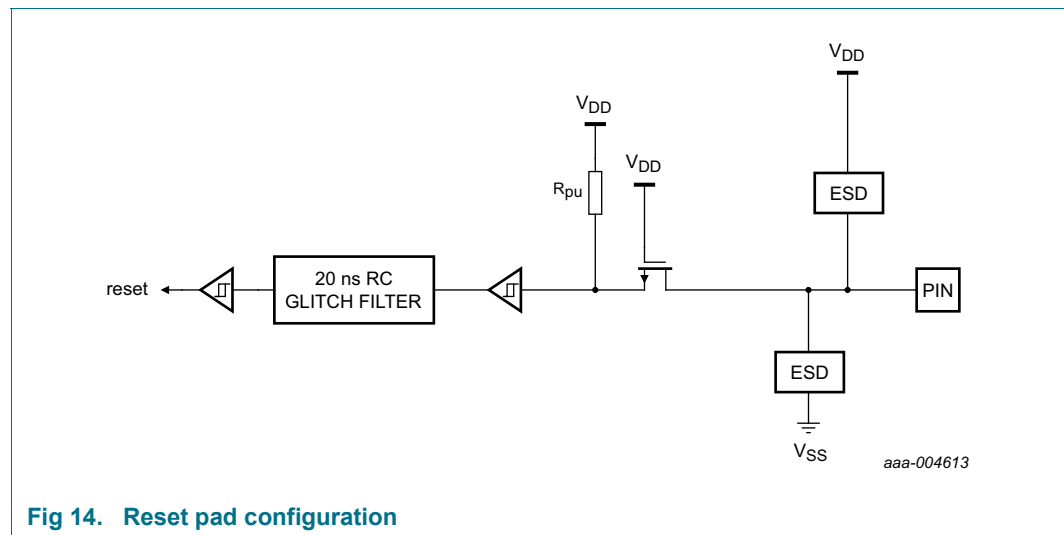 VDD
VDD
VDD
Rpu
ESD
reset
20 ns RC
GLITCH FILTER
PIN
ESD
VSS
aaa-004613
Fig 14. Reset pad configuration